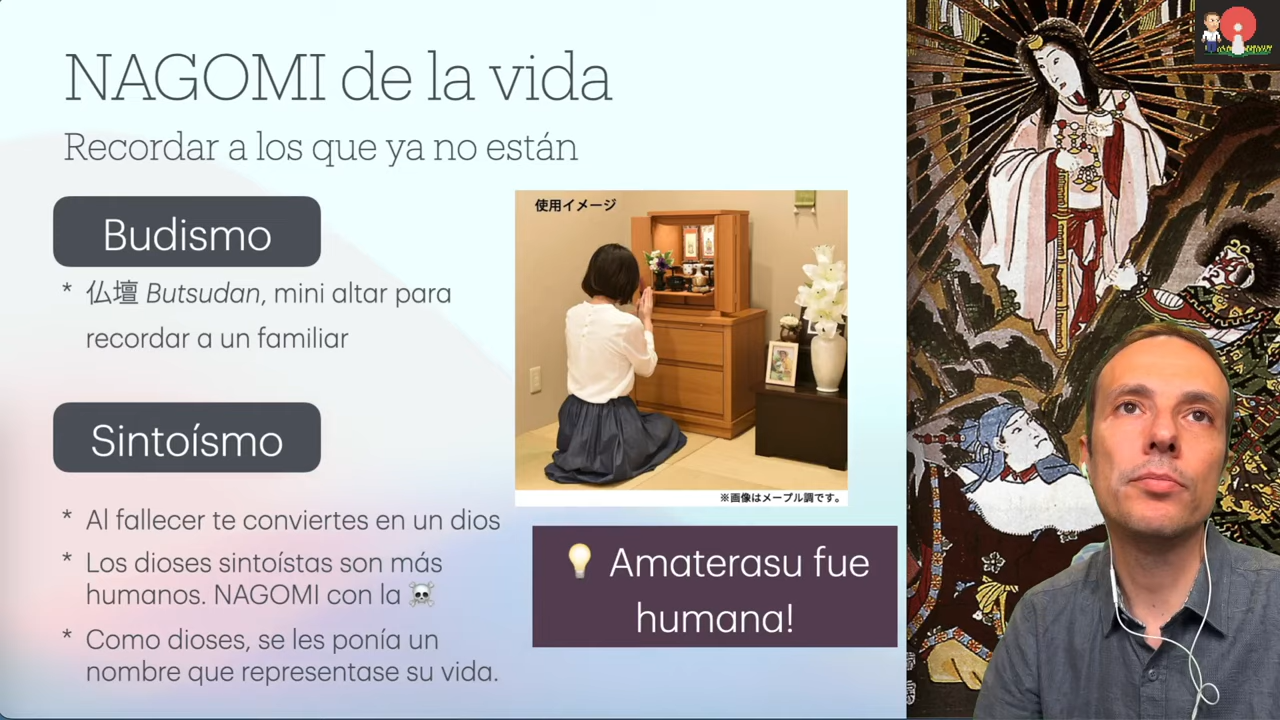 NAGOMI de la vida
Recordar a los que ya no están
Budismo
* 仏壇 Butsudan, mini altar para
recordar a un familiar
Sintoísmo
* Al fallecer te conviertes en un dios
* Los dioses sintoístas son más
humanos. NAGOMI con la ☠️
* Como dioses, se les ponía un
nombre que representase su vida.
使用イメージ
※画像はメープル調です。
💡 Amaterasu fue
humana!